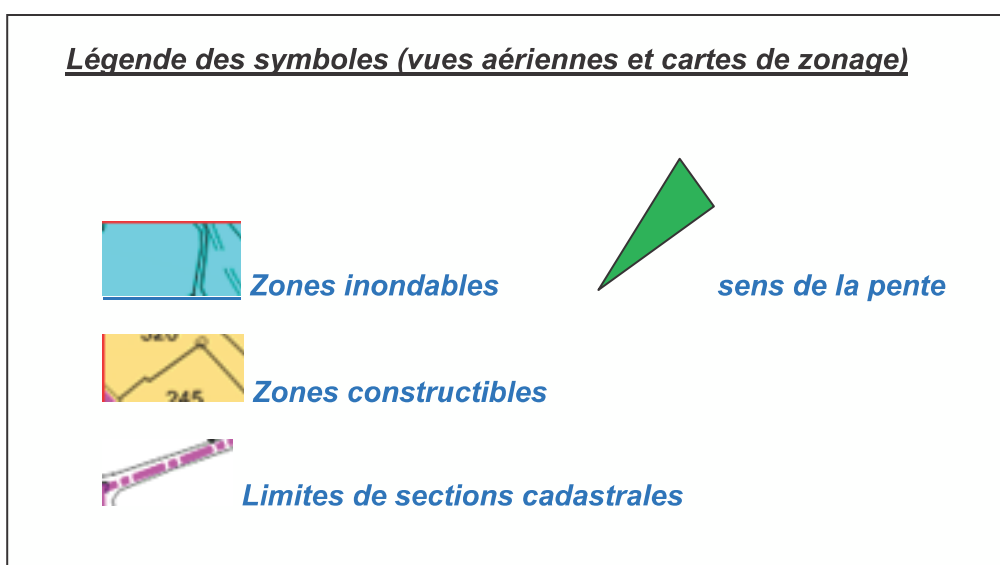 Légende des symboles (vues aériennes et cartes de zonage)
Zones inondables
sens de la pente
245
Zones constructibles
Limites de sections cadastrales